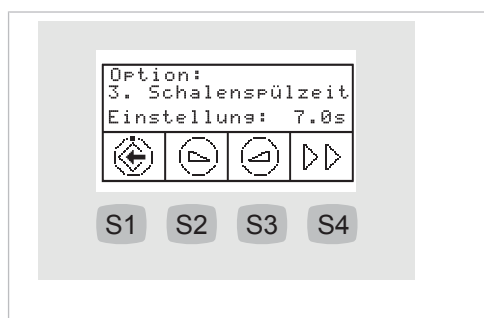 Option:
3. Schalenspülzeit
Einstellung: 7.0s
S1 S2 S3 S4